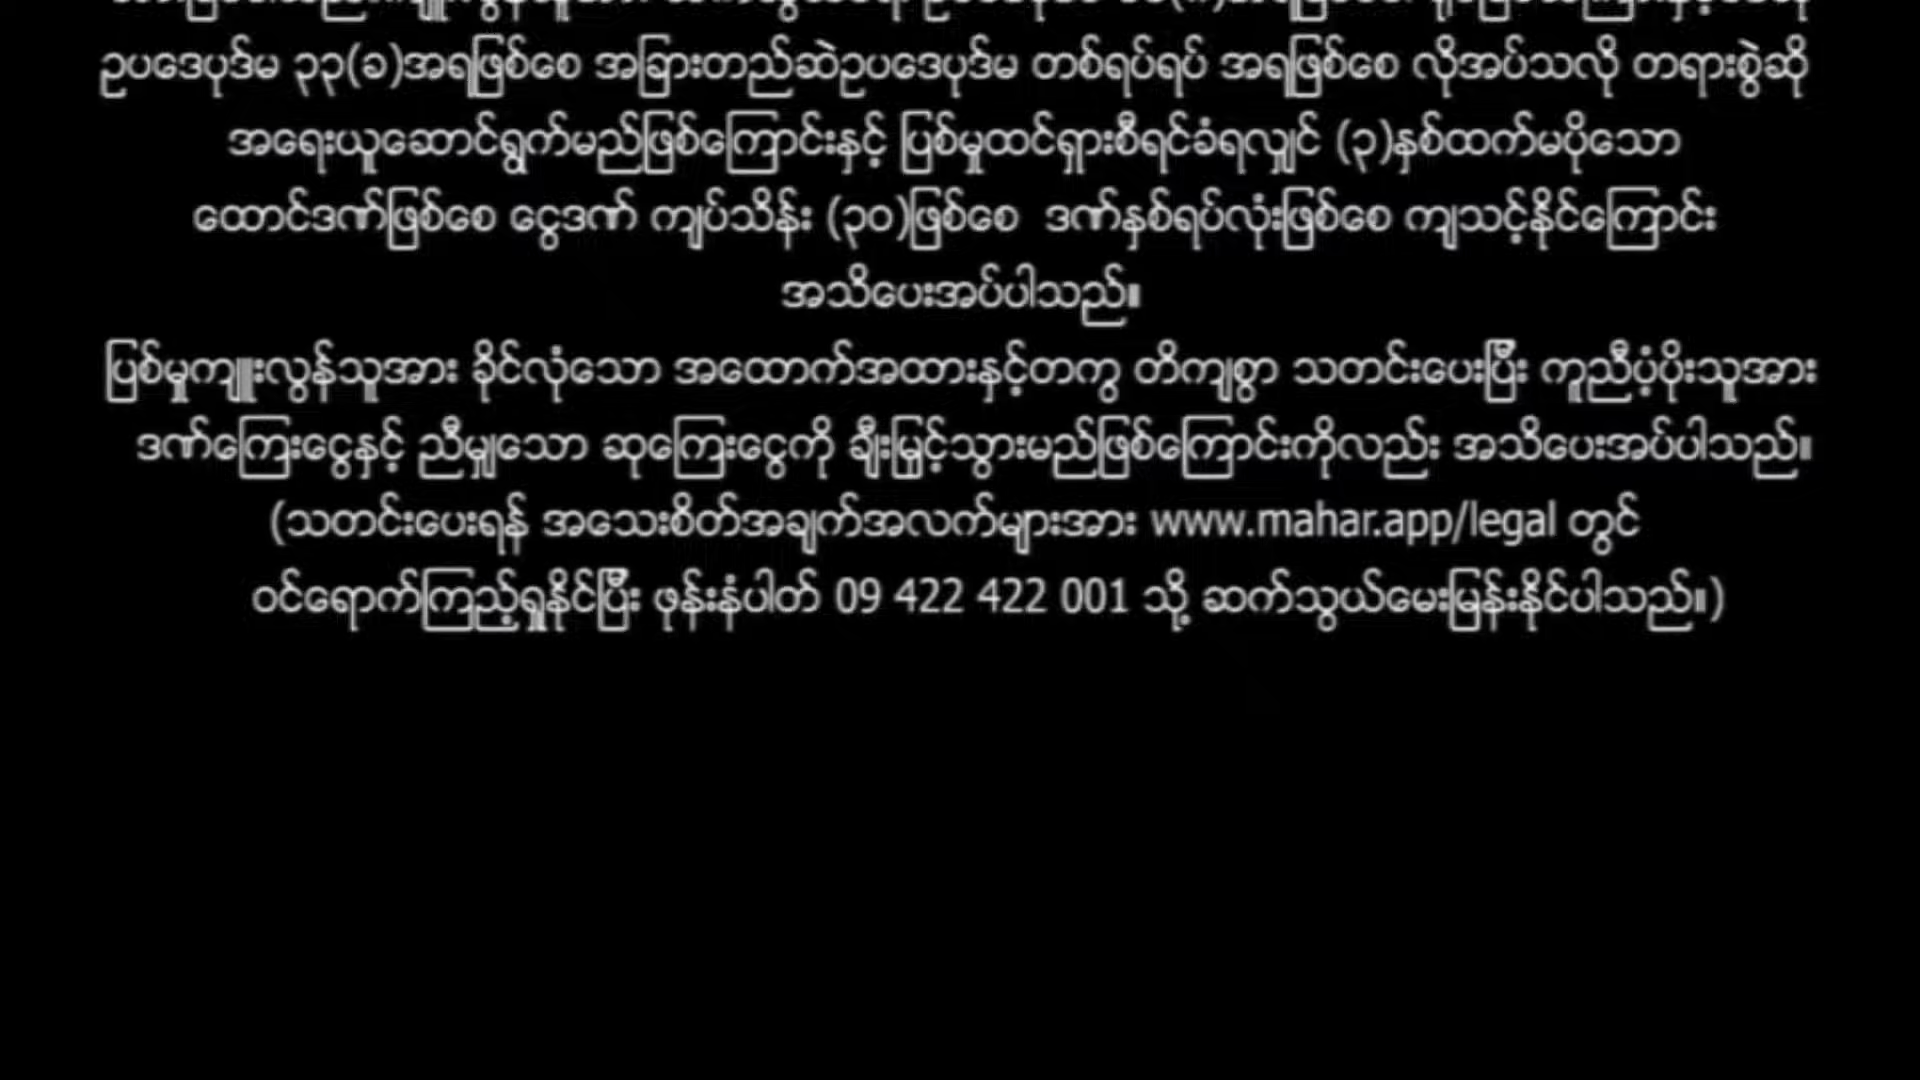 ဥပဒေပုဒ်မ ၃၃(ခ)အရဖြစ်စေ အခြားတည်ဆဲဥပဒေပုဒ်မ တစ်ရပ်ရပ် အရဖြစ်စေ လိုအပ်သလို တရားစွဲဆို
အရေးယူဆောင်ရွက်မည်ဖြစ်ကြောင်းနှင့် ပြစ်မှုထင်ရှားစီရင်ခံရလျှင် (၃)နှစ်ထက်မပိုသော
ထောင်ဒဏ်ဖြစ်စေ ငွေဒဏ် ကျပ်သိန်း (၃၀)ဖြစ်စေ ဒဏ်နှစ်ရပ်လုံးဖြစ်စေ ကျသင့်နိုင်ကြောင်း
အသိပေးအပ်ပါသည်။
ပြစ်မှုကျူးလွန်သူအား ခိုင်လုံသော အထောက်အထားနှင့်တကွ တိကျစွာ သတင်းပေးပြီး ကူညီပံ့ပိုးသူအား
ဒဏ်ကြေးငွေနှင့် ညီမျှသော ဆုကြေးငွေကို ချီးမြှင့်သွားမည်ဖြစ်ကြောင်းကိုလည်း အသိပေးအပ်ပါသည်။
(သတင်းပေးရန် အသေးစိတ်အချက်အလက်များအား www.mahar.app/legal တွင်
ဝင်ရောက်ကြည့်ရှုနိုင်ပြီး ဖုန်းနံပါတ် 09 422 422 001 သို့ ဆက်သွယ်မေးမြန်းနိုင်ပါသည်။)